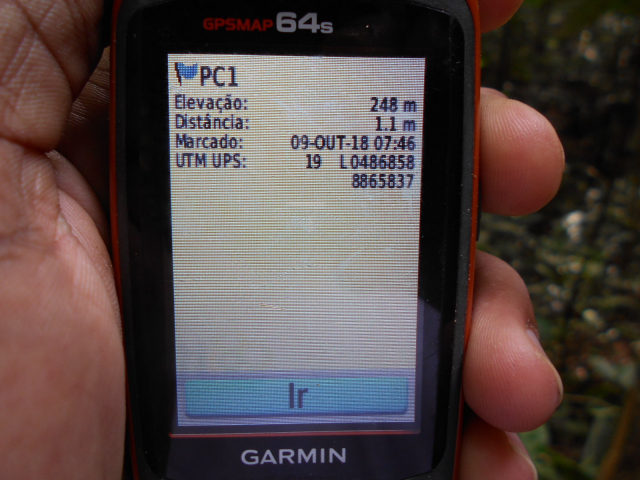 GPSMAP 64s
PC1
Elevação: 248 m
Distância: 1.1 m
Marcado: 09-OUT-18 07:46
UTM UPS: 19 L0486858
8865837
Ir
GARMIN